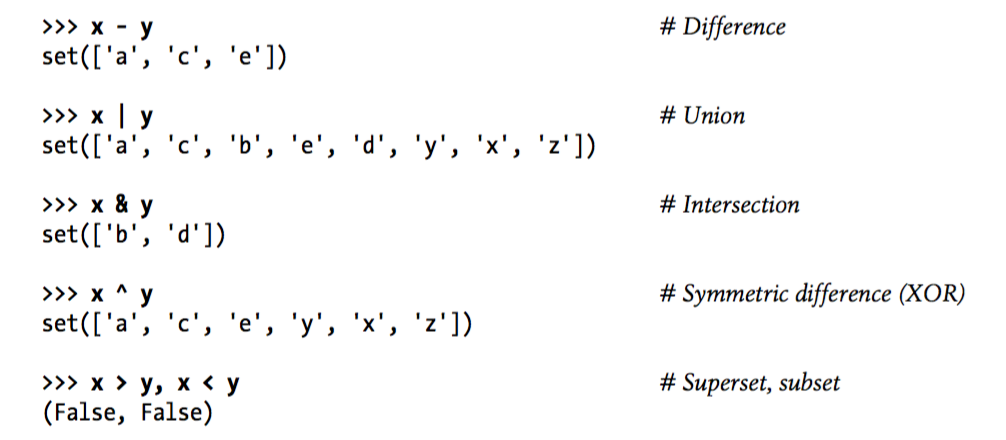 >>> x - y # Difference
set(['a', 'c', 'e'])
>>> x | y # Union
set(['a', 'c', 'b', 'e', 'd', 'y', 'x', 'z'])
>>> x & y # Intersection
set(['b', 'd'])
>>> x ^ y # Symmetric difference (XOR)
set(['a', 'c', 'e', 'y', 'x', 'z'])
>>> x > y, x < y # Superset, subset
(False, False)